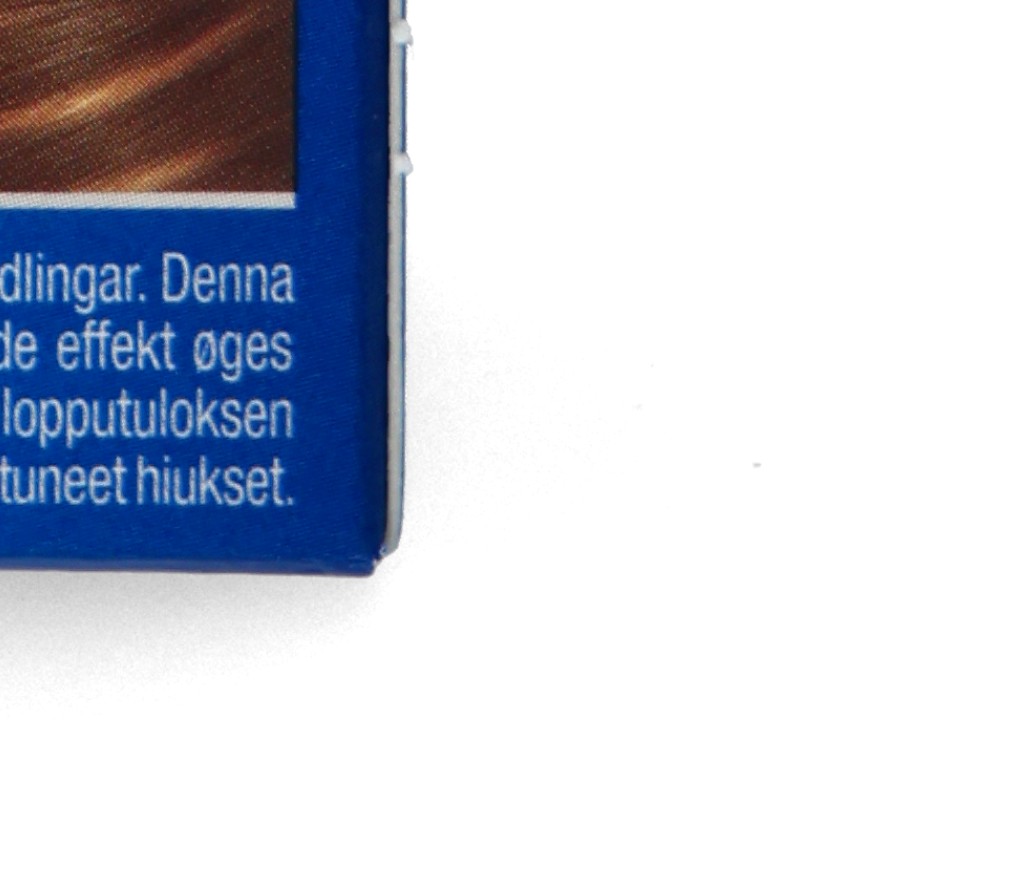 dlingar. Denna
de effekt øges
lopputuloksen
tuneet hiukset.